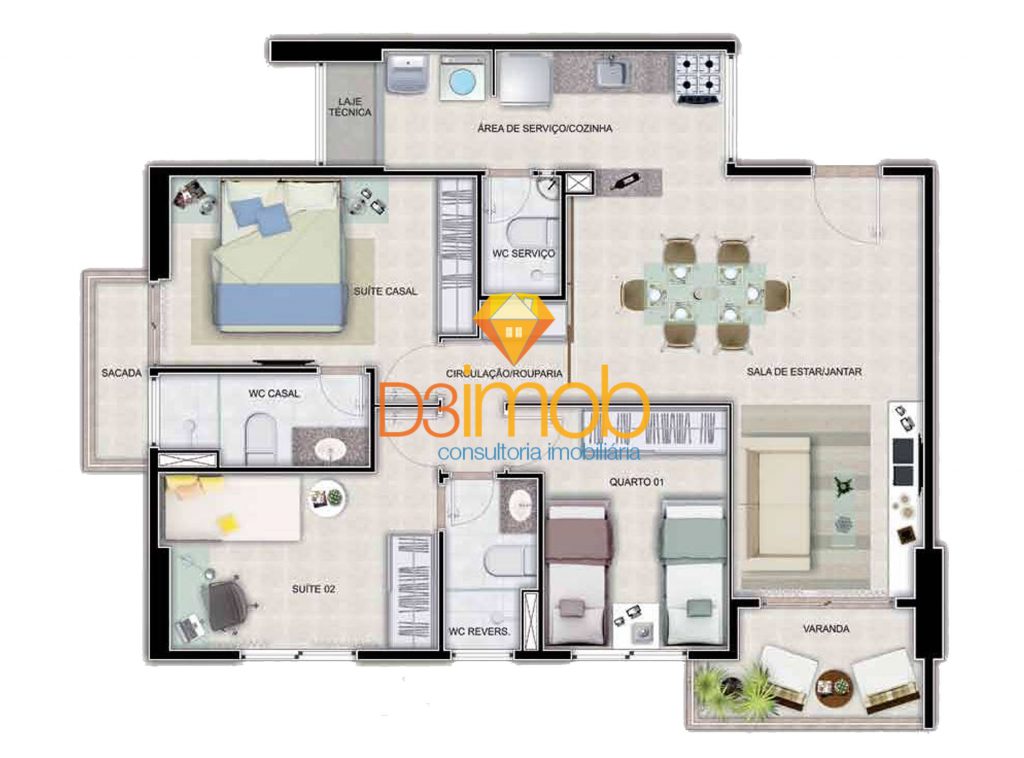 LAJE
TÉCNICA
ÁREA DE SERVIÇO/COZINHA
WC SERVIÇO
SUÍTE CASAL
SACADA
CIRCULAÇÃO/ROUPARIA
SALA DE ESTAR/JANTAR
WC CASAL
D3imob
consultoria imobiliária
QUARTO 01
SUÍTE 02
WC REVERS.
VARANDA